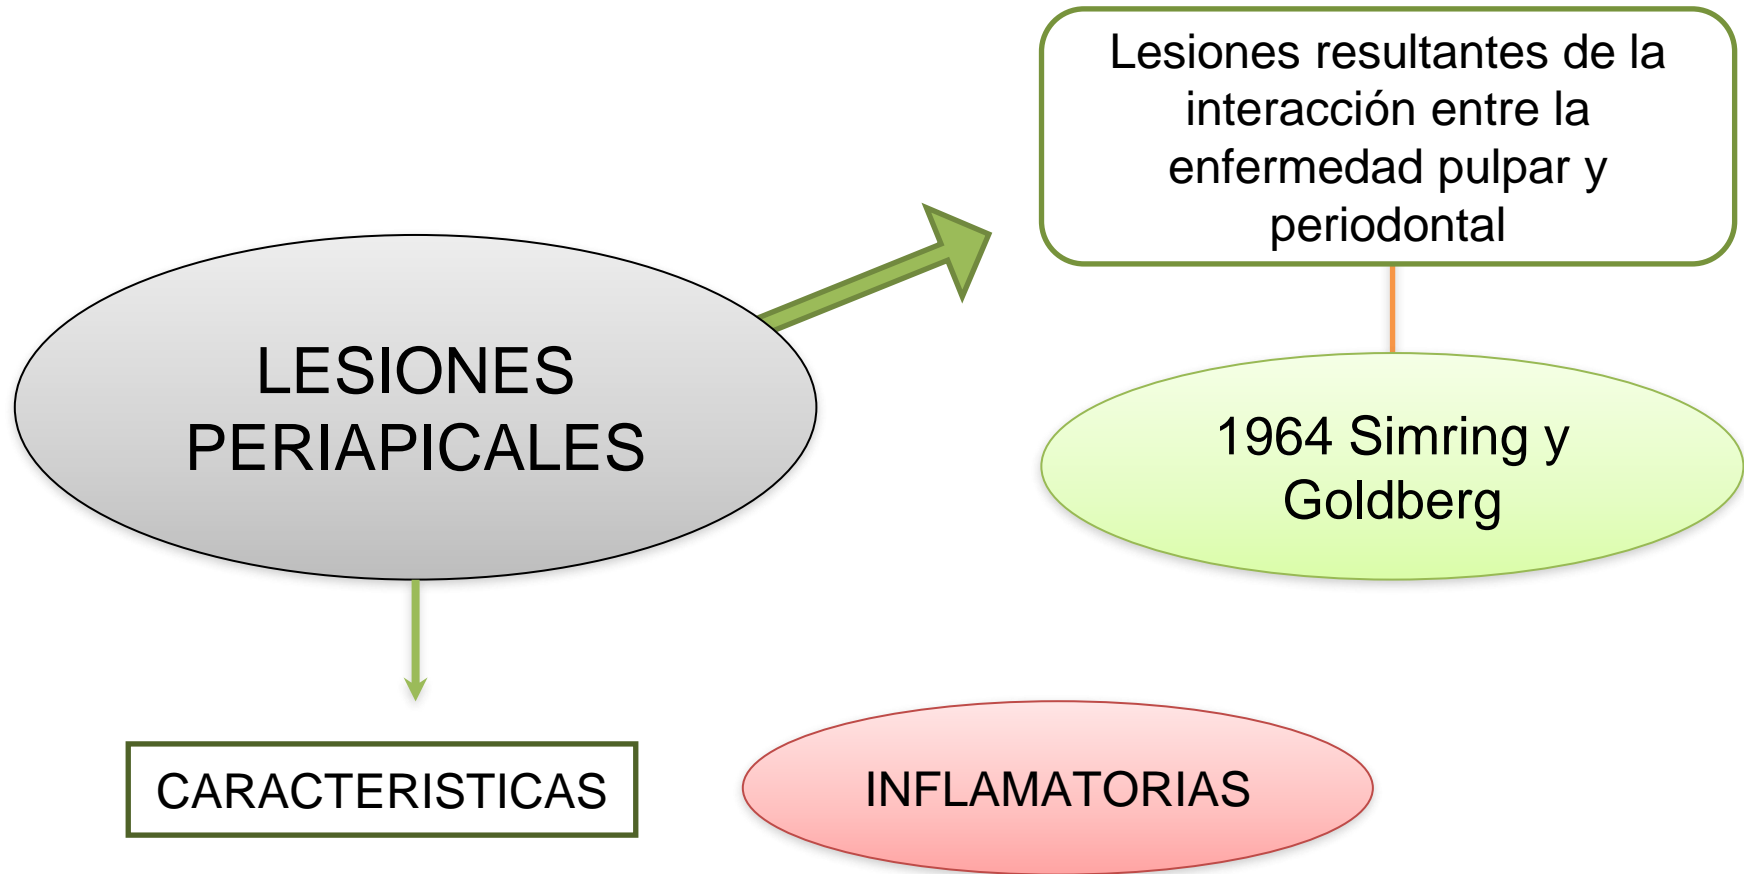 Lesiones resultantes de la
interacción entre la
enfermedad pulpar y
periodontal
LESIONES
PERIAPICALES
1964 Simring y
Goldberg
CARACTERISTICAS
INFLAMATORIAS